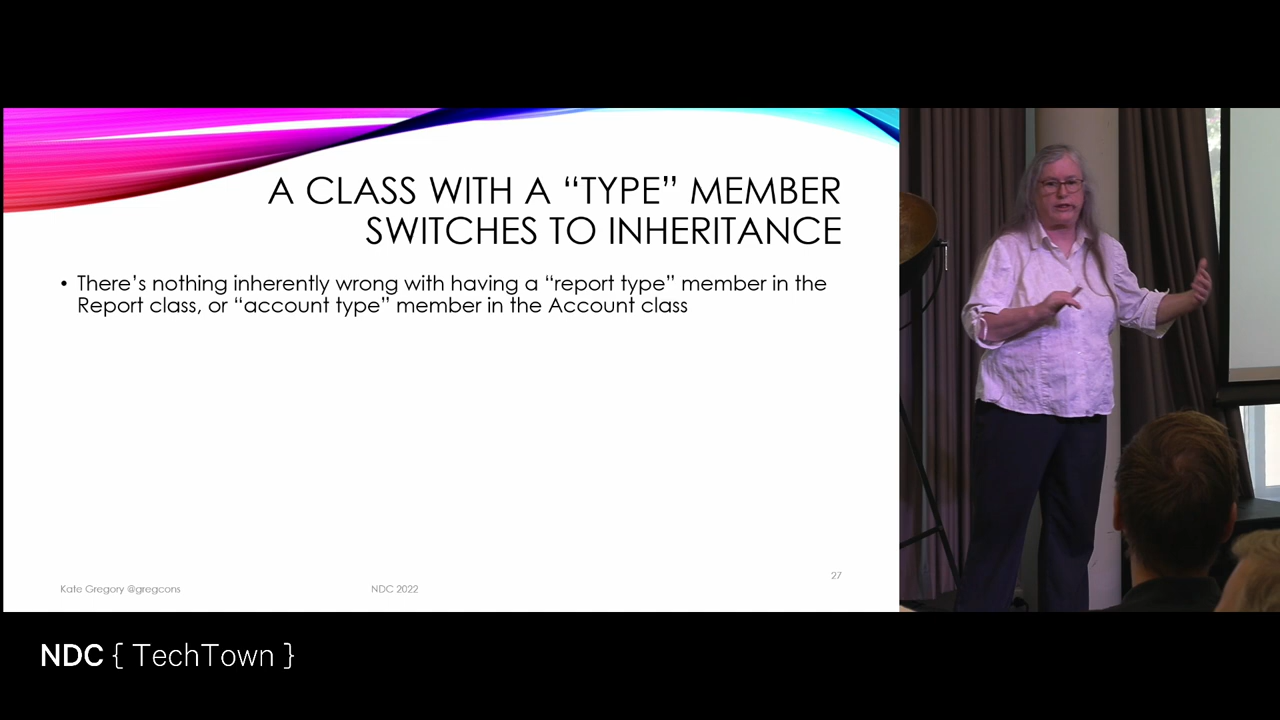 A CLASS WITH A “TYPE” MEMBER
SWITCHES TO INHERITANCE
• There’s nothing inherently wrong with having a “report type” member in the
Report class, or “account type” member in the Account class
27
Kate Gregory @gregcons
NDC 2022
NDC { TechTown }